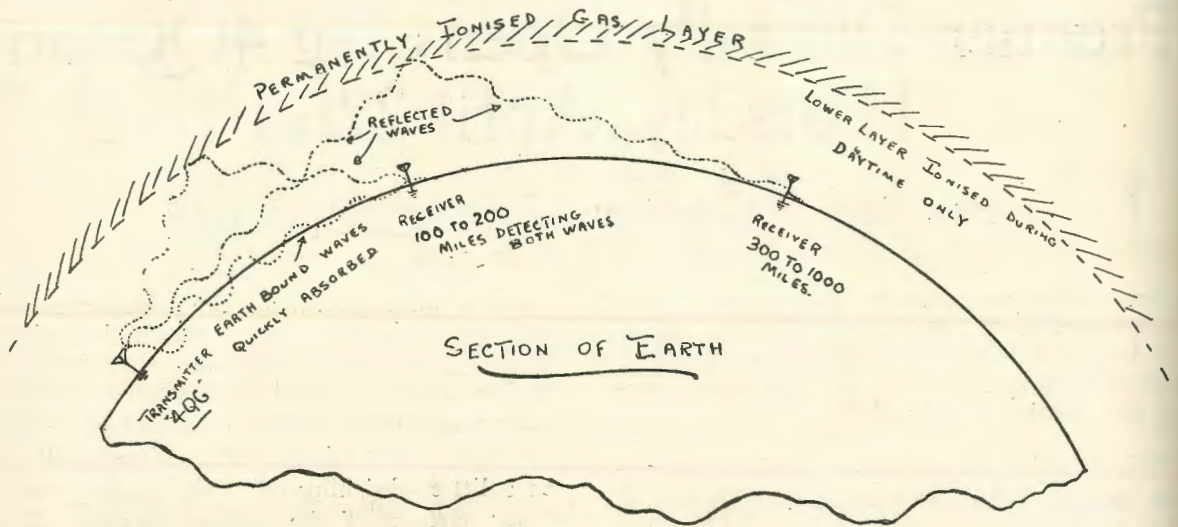 PERMANENTLY IONISED GAS LAYER
LOWER LAYER IONISED DURING
DAYTIME ONLY
REFLECTED
WAVES
RECEIVER
100 TO 200
MILES DETECTING
BOTH WAVES
RECEIVER
300 TO 1000
MILES.
EARTH BOUND WAVES
QUICKLY ABSORBED
TRANSMITTER
"4QG"
SECTION OF EARTH